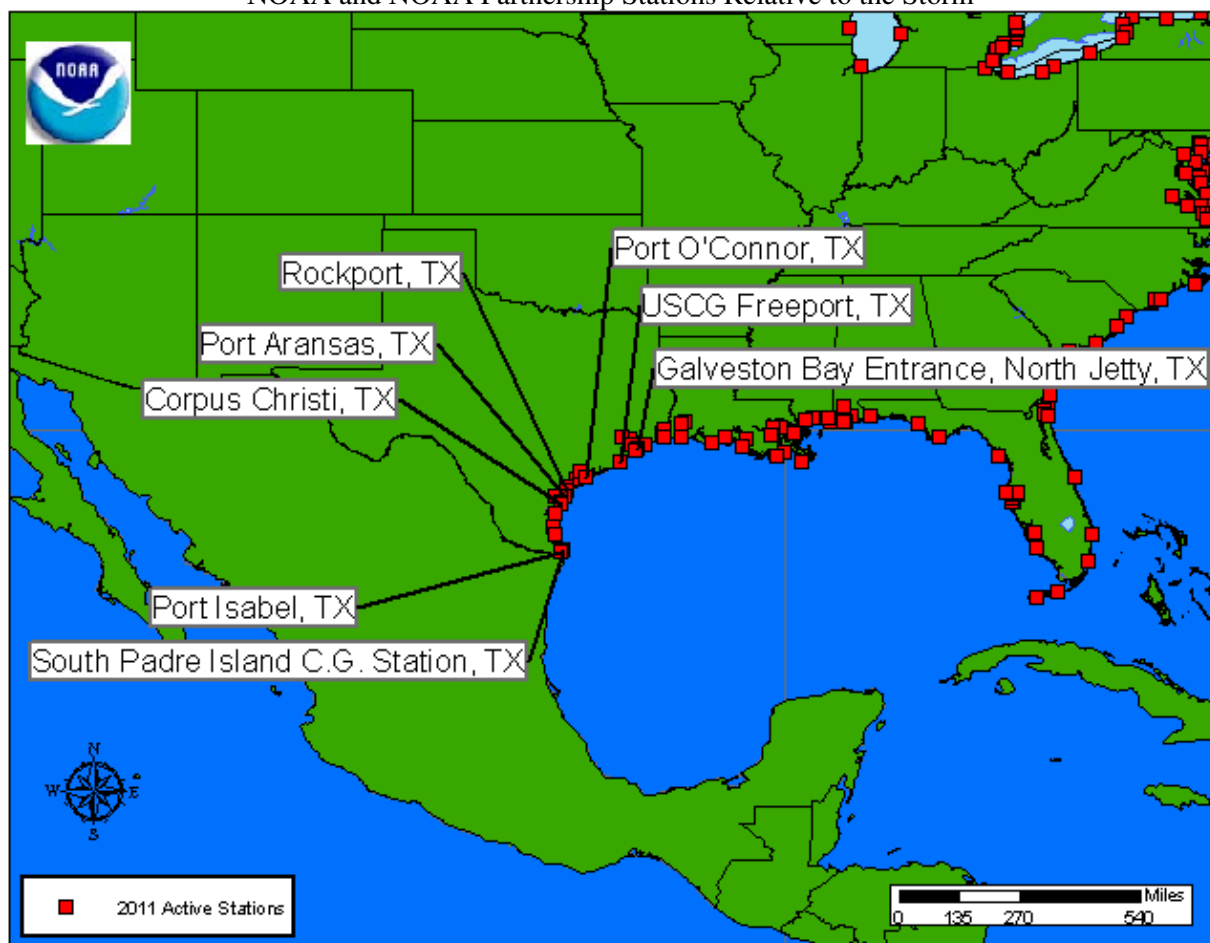 NOAA and NOAA Partnership Stations Relative to the Storm
NOAA
Port O'Connor, TX
Rockport, TX
USCG Freeport, TX
Port Aransas, TX
Galveston Bay Entrance, North Jetty, TX
Corpus Christi, TX
Port Isabel, TX
South Padre Island C.G. Station, TX
N
W E
S
2011 Active Stations
Miles
0 135 270 540